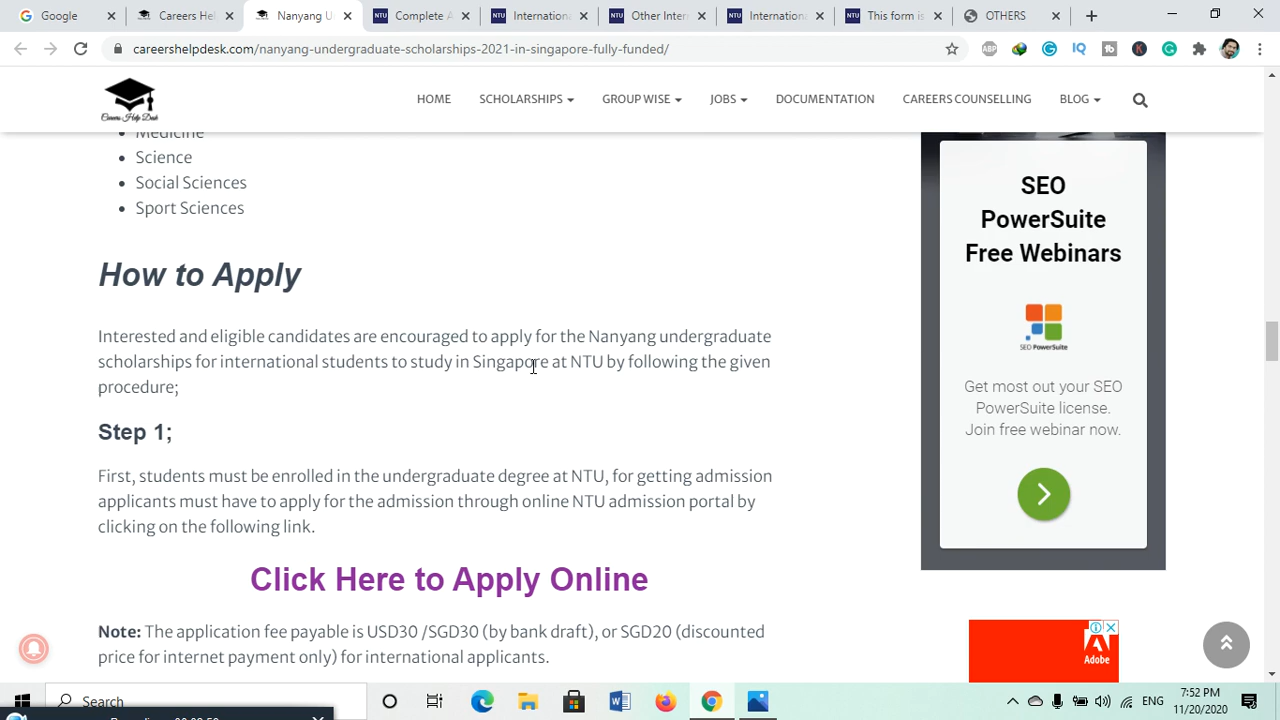 Google
Careers Hel
Nanyang U
Complete A
Internation
Other Inter
Internation
This form is
OTHERS
careershelpdesk.com/nanyang-undergraduate-scholarships-2021-in-singapore-fully-funded/
Careers Help Desk
HOME
SCHOLARSHIPS
GROUP WISE
JOBS
DOCUMENTATION
CAREERS COUNSELLING
BLOG
Medicine
Science
Social Sciences
Sport Sciences
How to Apply
Interested and eligible candidates are encouraged to apply for the Nanyang undergraduate
scholarships for international students to study in Singapore at NTU by following the given
procedure;
Step 1;
First, students must be enrolled in the undergraduate degree at NTU, for getting admission
applicants must have to apply for the admission through online NTU admission portal by
clicking on the following link.
Click Here to Apply Online
Note: The application fee payable is USD30 /SGD30 (by bank draft), or SGD20 (discounted
price for internet payment only) for international applicants.
SEO
PowerSuite
Free Webinars
SEO PowerSuite
Get most out your SEO
PowerSuite license.
Join free webinar now.
Adobe
Search
ENG
7:52 PM
11/20/2020